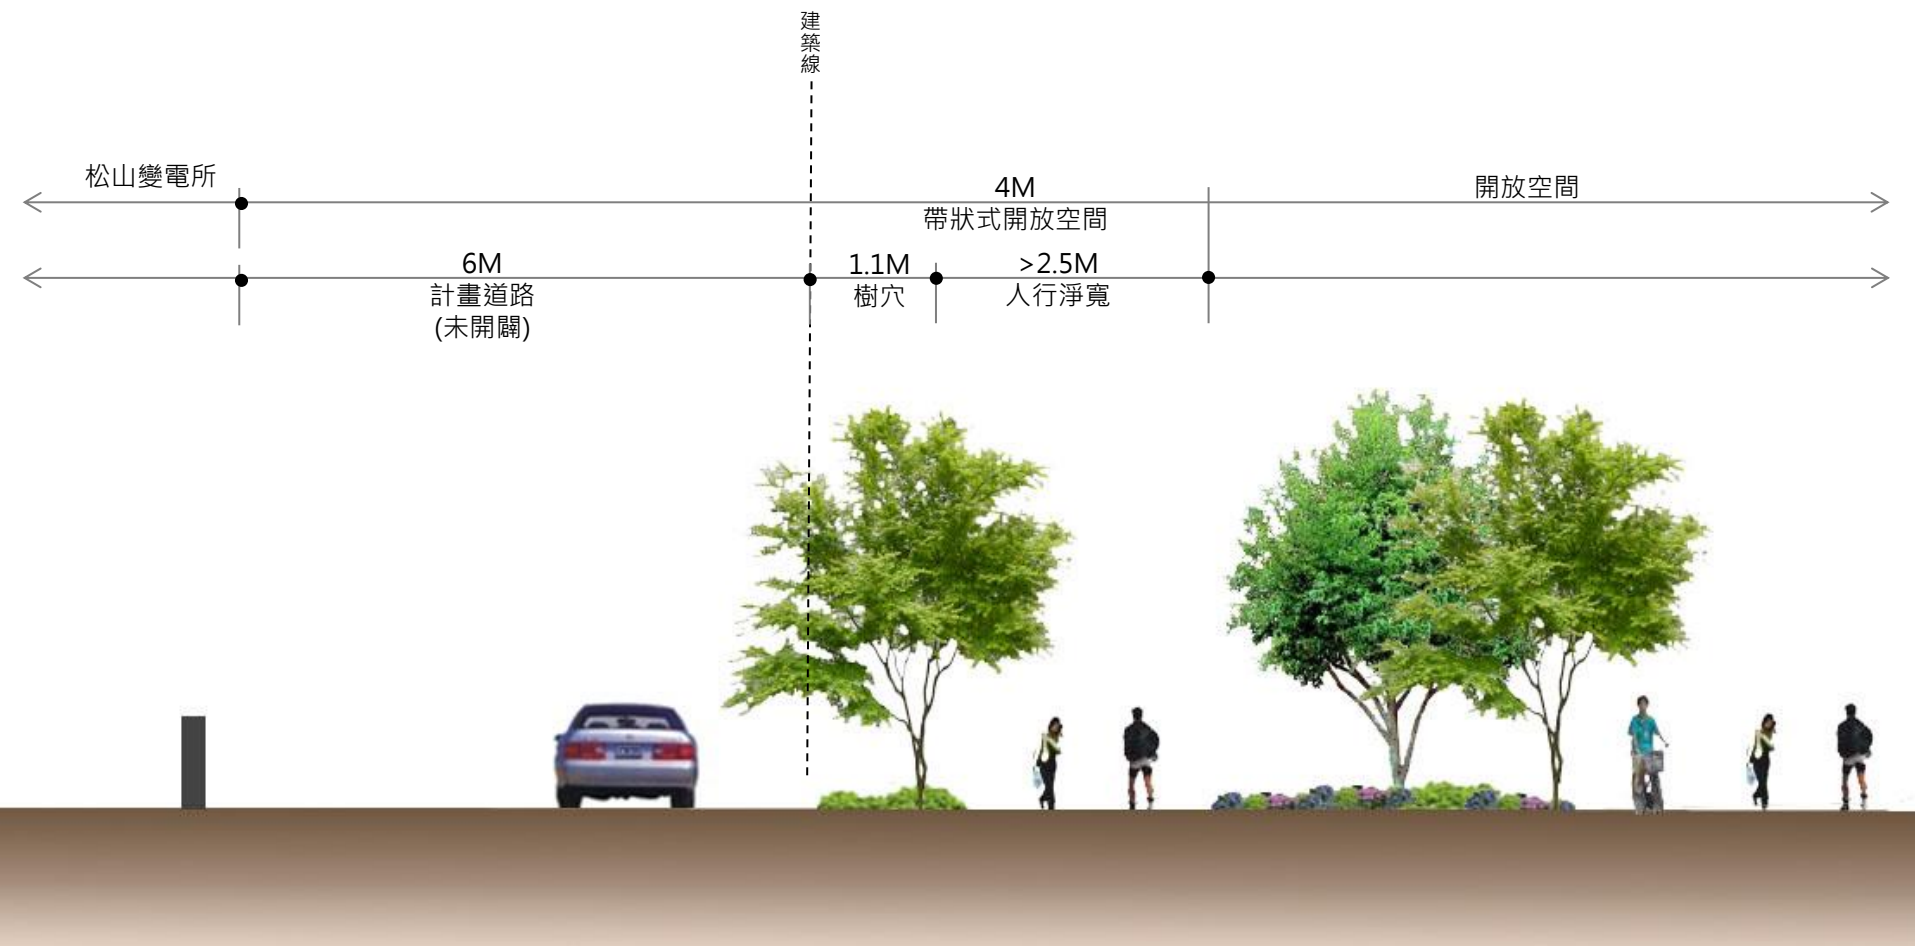 建築線
松山變電所
4M
帶狀式開放空間
開放空間
6M
計畫道路
(未開闢)
1.1M
樹穴
>2.5M
人行淨寬